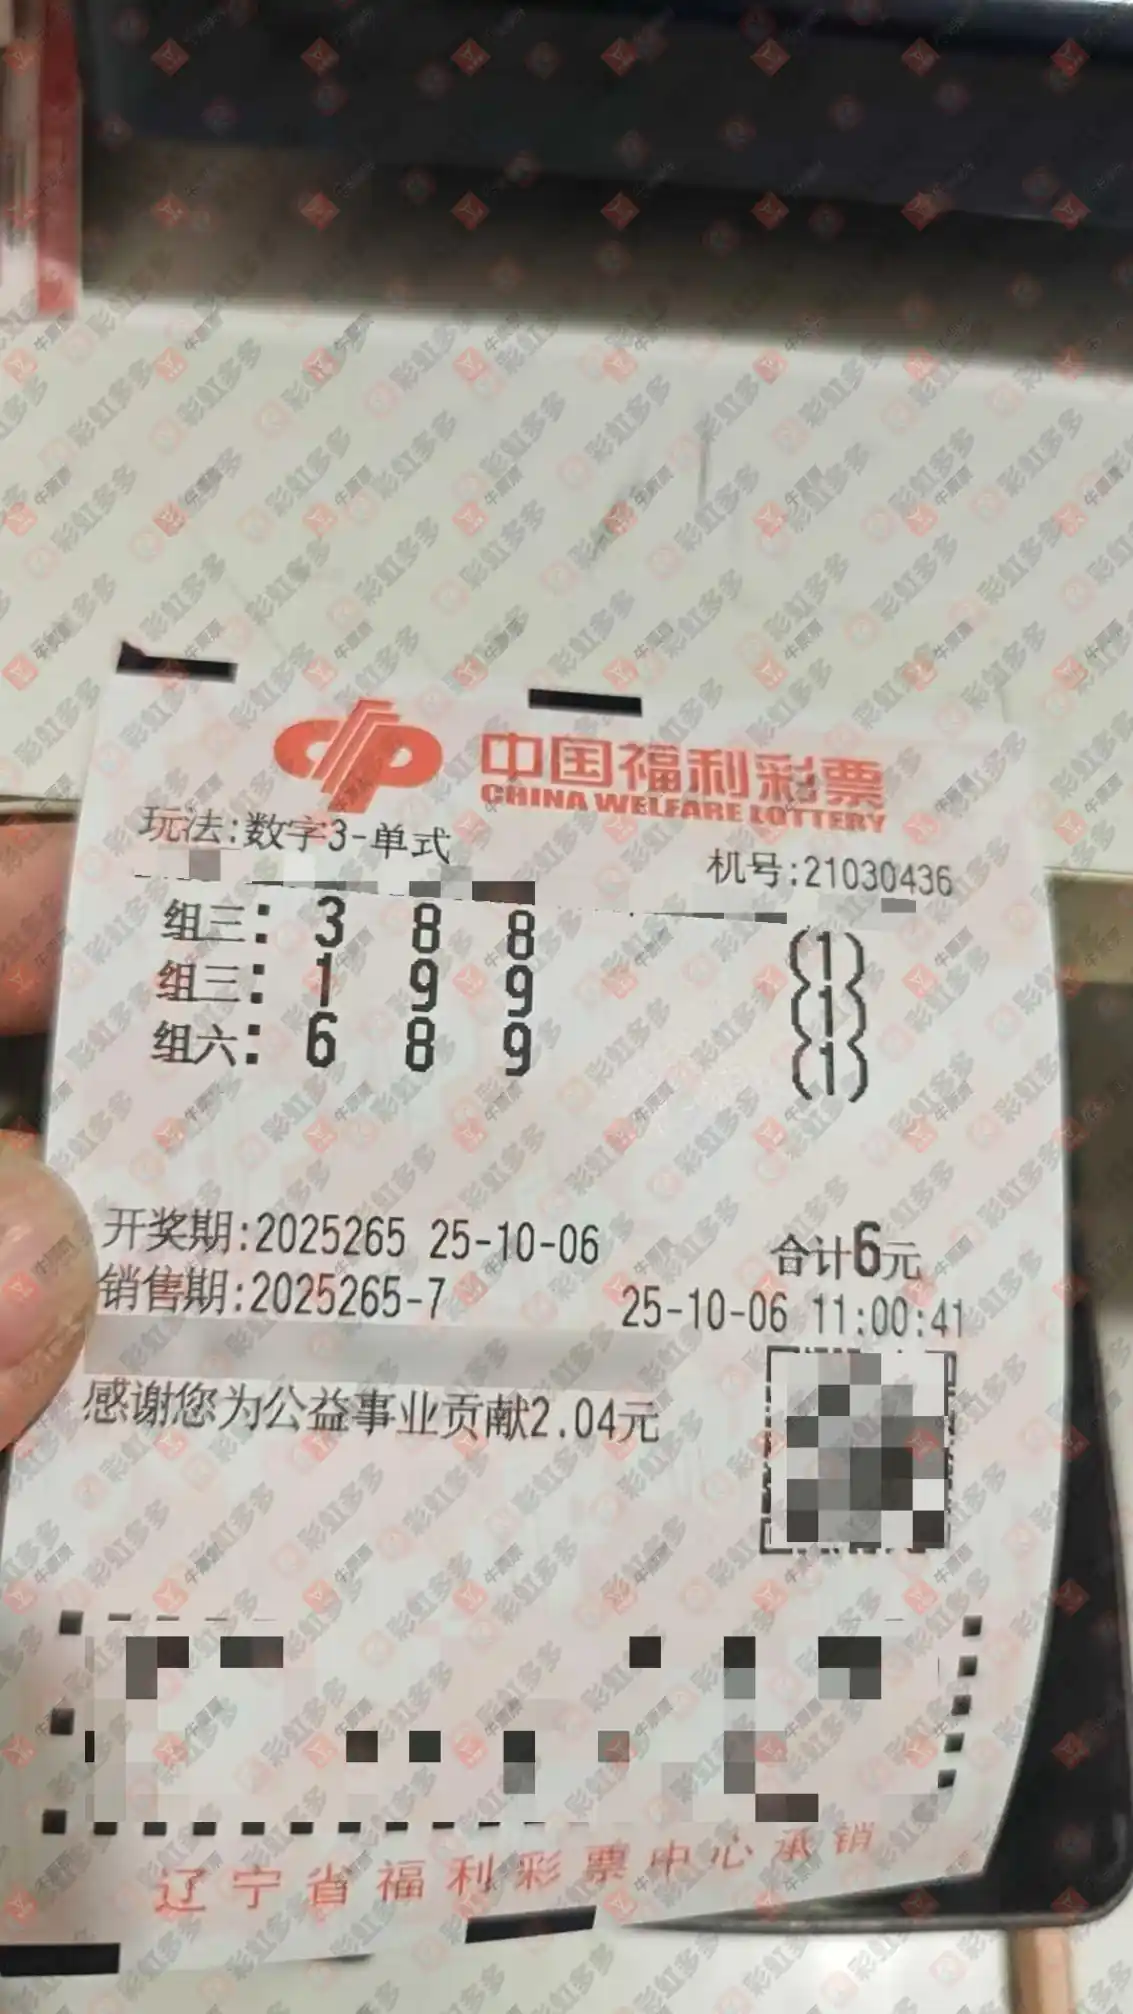 中国福利彩票
CHINA WELFARE LOTTERY
玩法:数字3-单式
机号:21030436
组三: 3 8 8 (1)
组三: 1 9 9 (1)
组六: 6 8 9 (1)
开奖期:2025265 25-10-06 合计6元
销售期:2025265-7 25-10-06 11:00:41
感谢您为公益事业贡献2.04元
辽宁省福利彩票中心承销
彩虹多多